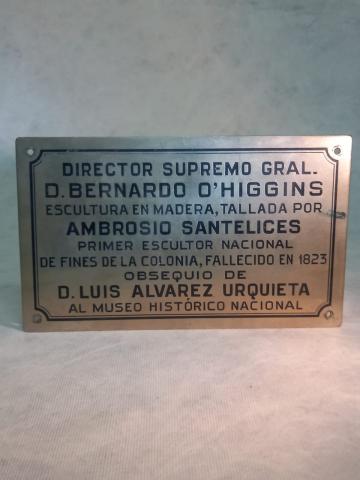 DIRECTOR SUPREMO GRAL.
D. BERNARDO O'HIGGINS
ESCULTURA EN MADERA, TALLADA POR
AMBROSIO SANTELICES
PRIMER ESCULTOR NACIONAL
DE FINES DE LA COLONIA, FALLECIDO EN 1823
OBSEQUIO DE
D. LUIS ALVAREZ URQUIETA
AL MUSEO HISTÓRICO NACIONAL